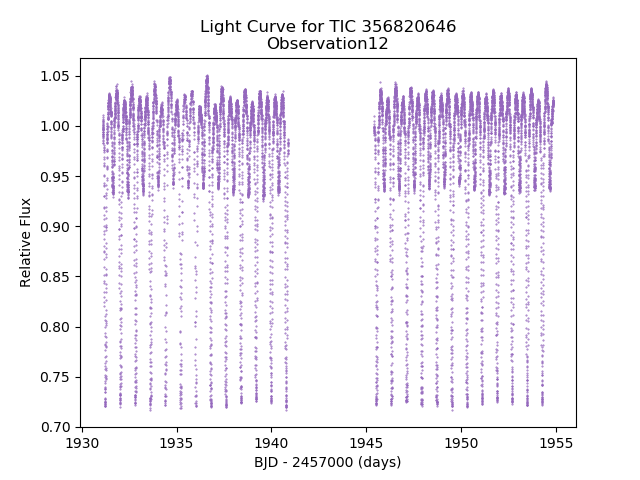 Light Curve for TIC 356820646
Observation12
1.05
1.00
0.95
0.90
0.85
0.80
0.75
0.70
Relative Flux
1930 1935 1940 1945 1950 1955
BJD - 2457000 (days)